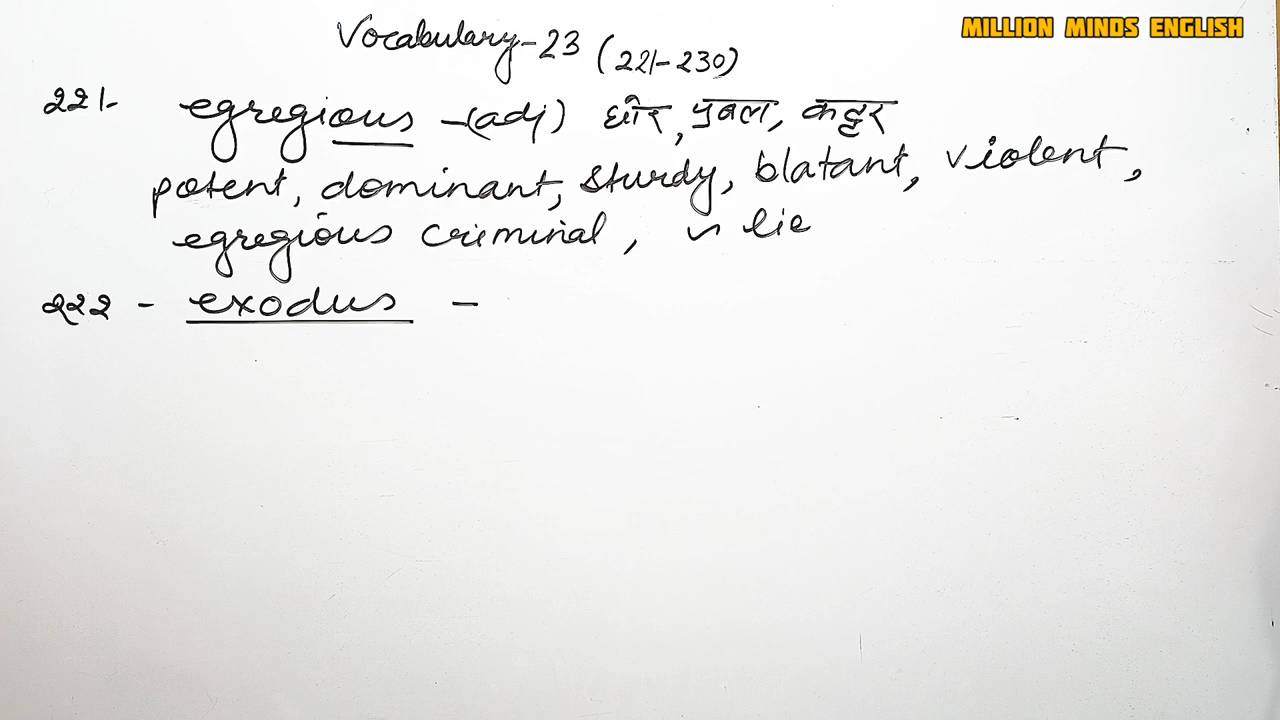 MILLION MINDS ENGLISH
Vocabulary-23 (221-230)
221- egregious - (adj) घोर, प्रबल, कट्टर
potent, dominant, sturdy, blatant, violent,
egregious criminal, " lie
222 - exodus -